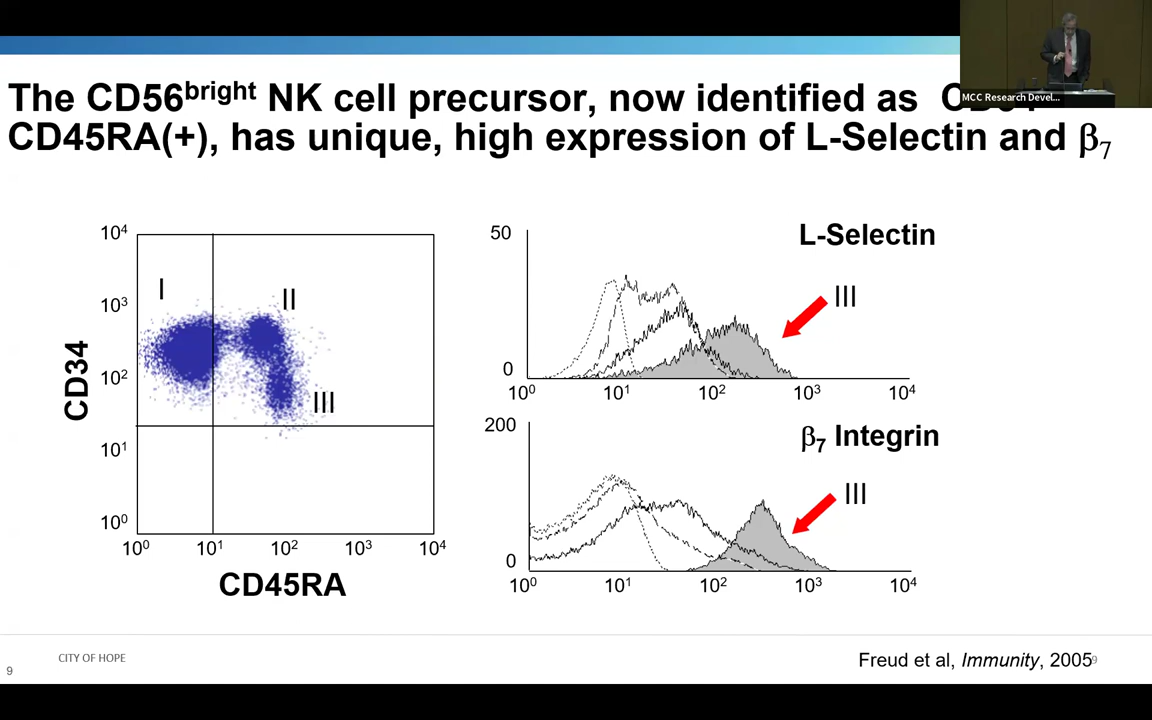 The CD56bright NK cell precursor, now identified as
CD45RA(+), has unique, high expression of L-Selectin and β7
MCC Research Devel...
CD34
10⁴
10³
10²
10¹
10⁰
I
II
III
10⁰ 10¹ 10² 10³ 10⁴
CD45RA
50
0
L-Selectin
III
10⁰ 10¹ 10² 10³ 10⁴
200
0
β7 Integrin
III
10⁰ 10¹ 10² 10³ 10⁴
9
CITY OF HOPE
Freud et al, Immunity, 2005
9